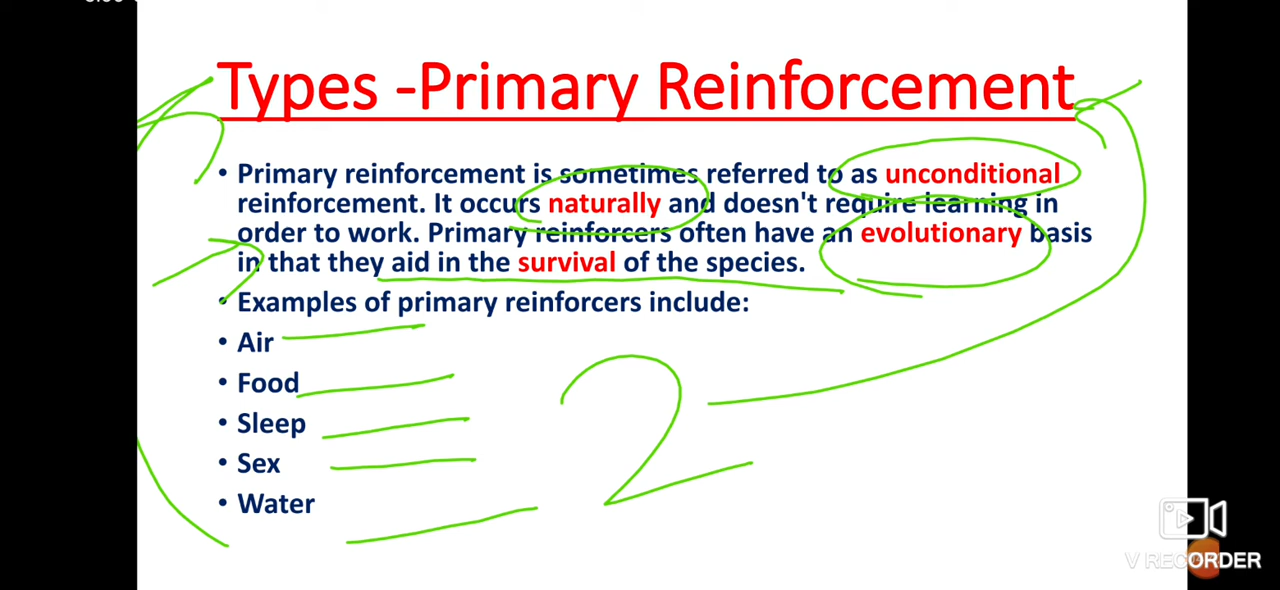 Types -Primary Reinforcement
• Primary reinforcement is sometimes referred to as unconditional
reinforcement. It occurs naturally and doesn't require learning in
order to work. Primary reinforcers often have an evolutionary basis
in that they aid in the survival of the species.
• Examples of primary reinforcers include:
• Air
• Food
• Sleep
• Sex
• Water
2
V RECORDER